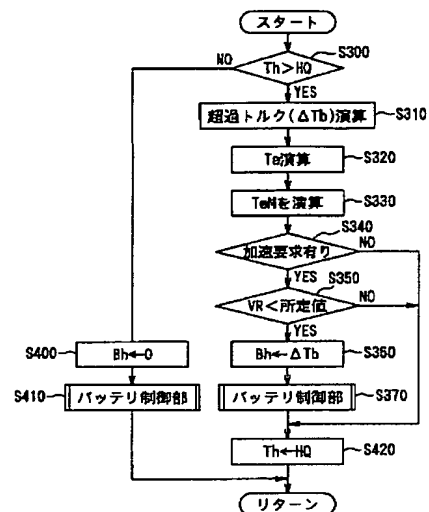 スタート
S300
NO
Th＞HQ
YES
超過トルク(ΔTb)演算
S310
Te演算
S320
TeNを演算
S330
S340
加速要求有り
NO
YES
S350
VR＜所定値
NO
YES
S400
Bh←0
Bh←ΔTb
S360
S410
バッテリ制御部
バッテリ制御部
S370
Th←HQ
S420
リターン